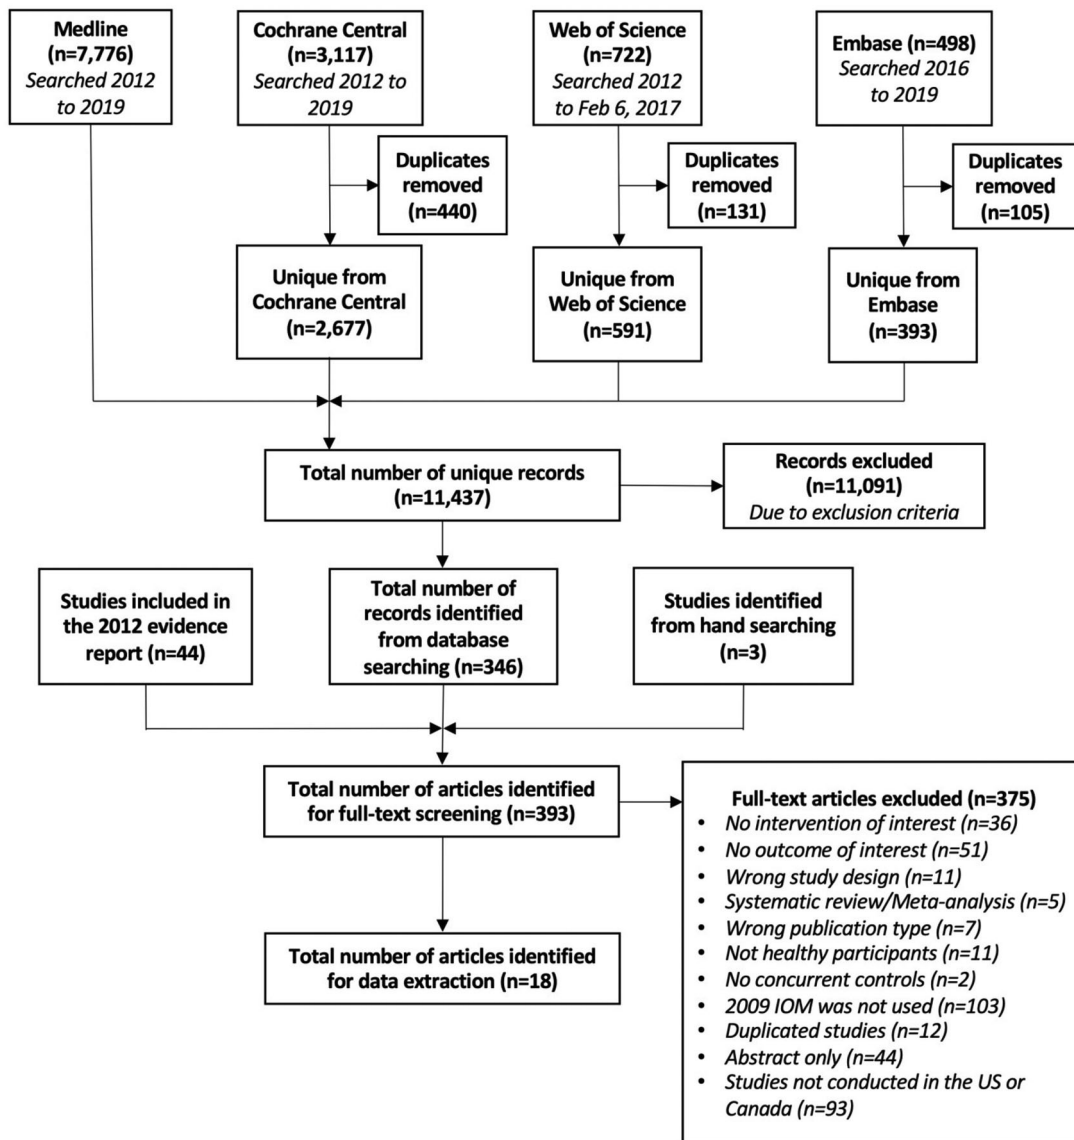 Medline
(n=7,776)
Searched 2012
to 2019
Cochrane Central
(n=3,117)
Searched 2012 to
2019
Web of Science
(n=722)
Searched 2012
to Feb 6, 2017
Embase (n=498)
Searched 2016
to 2019
Duplicates
removed
(n=440)
Duplicates
removed
(n=131)
Duplicates
removed
(n=105)
Unique from
Cochrane Central
(n=2,677)
Unique from
Web of Science
(n=591)
Unique from
Embase
(n=393)
Total number of unique records
(n=11,437)
Records excluded
(n=11,091)
Due to exclusion criteria
Studies included in
the 2012 evidence
report (n=44)
Total number of
records identified
from database
searching (n=346)
Studies identified
from hand searching
(n=3)
Total number of articles identified
for full-text screening (n=393)
Full-text articles excluded (n=375)
• No intervention of interest (n=36)
• No outcome of interest (n=51)
• Wrong study design (n=11)
• Systematic review/Meta-analysis (n=5)
• Wrong publication type (n=7)
• Not healthy participants (n=11)
• No concurrent controls (n=2)
• 2009 IOM was not used (n=103)
• Duplicated studies (n=12)
• Abstract only (n=44)
• Studies not conducted in the US or
Canada (n=93)
Total number of articles identified
for data extraction (n=18)